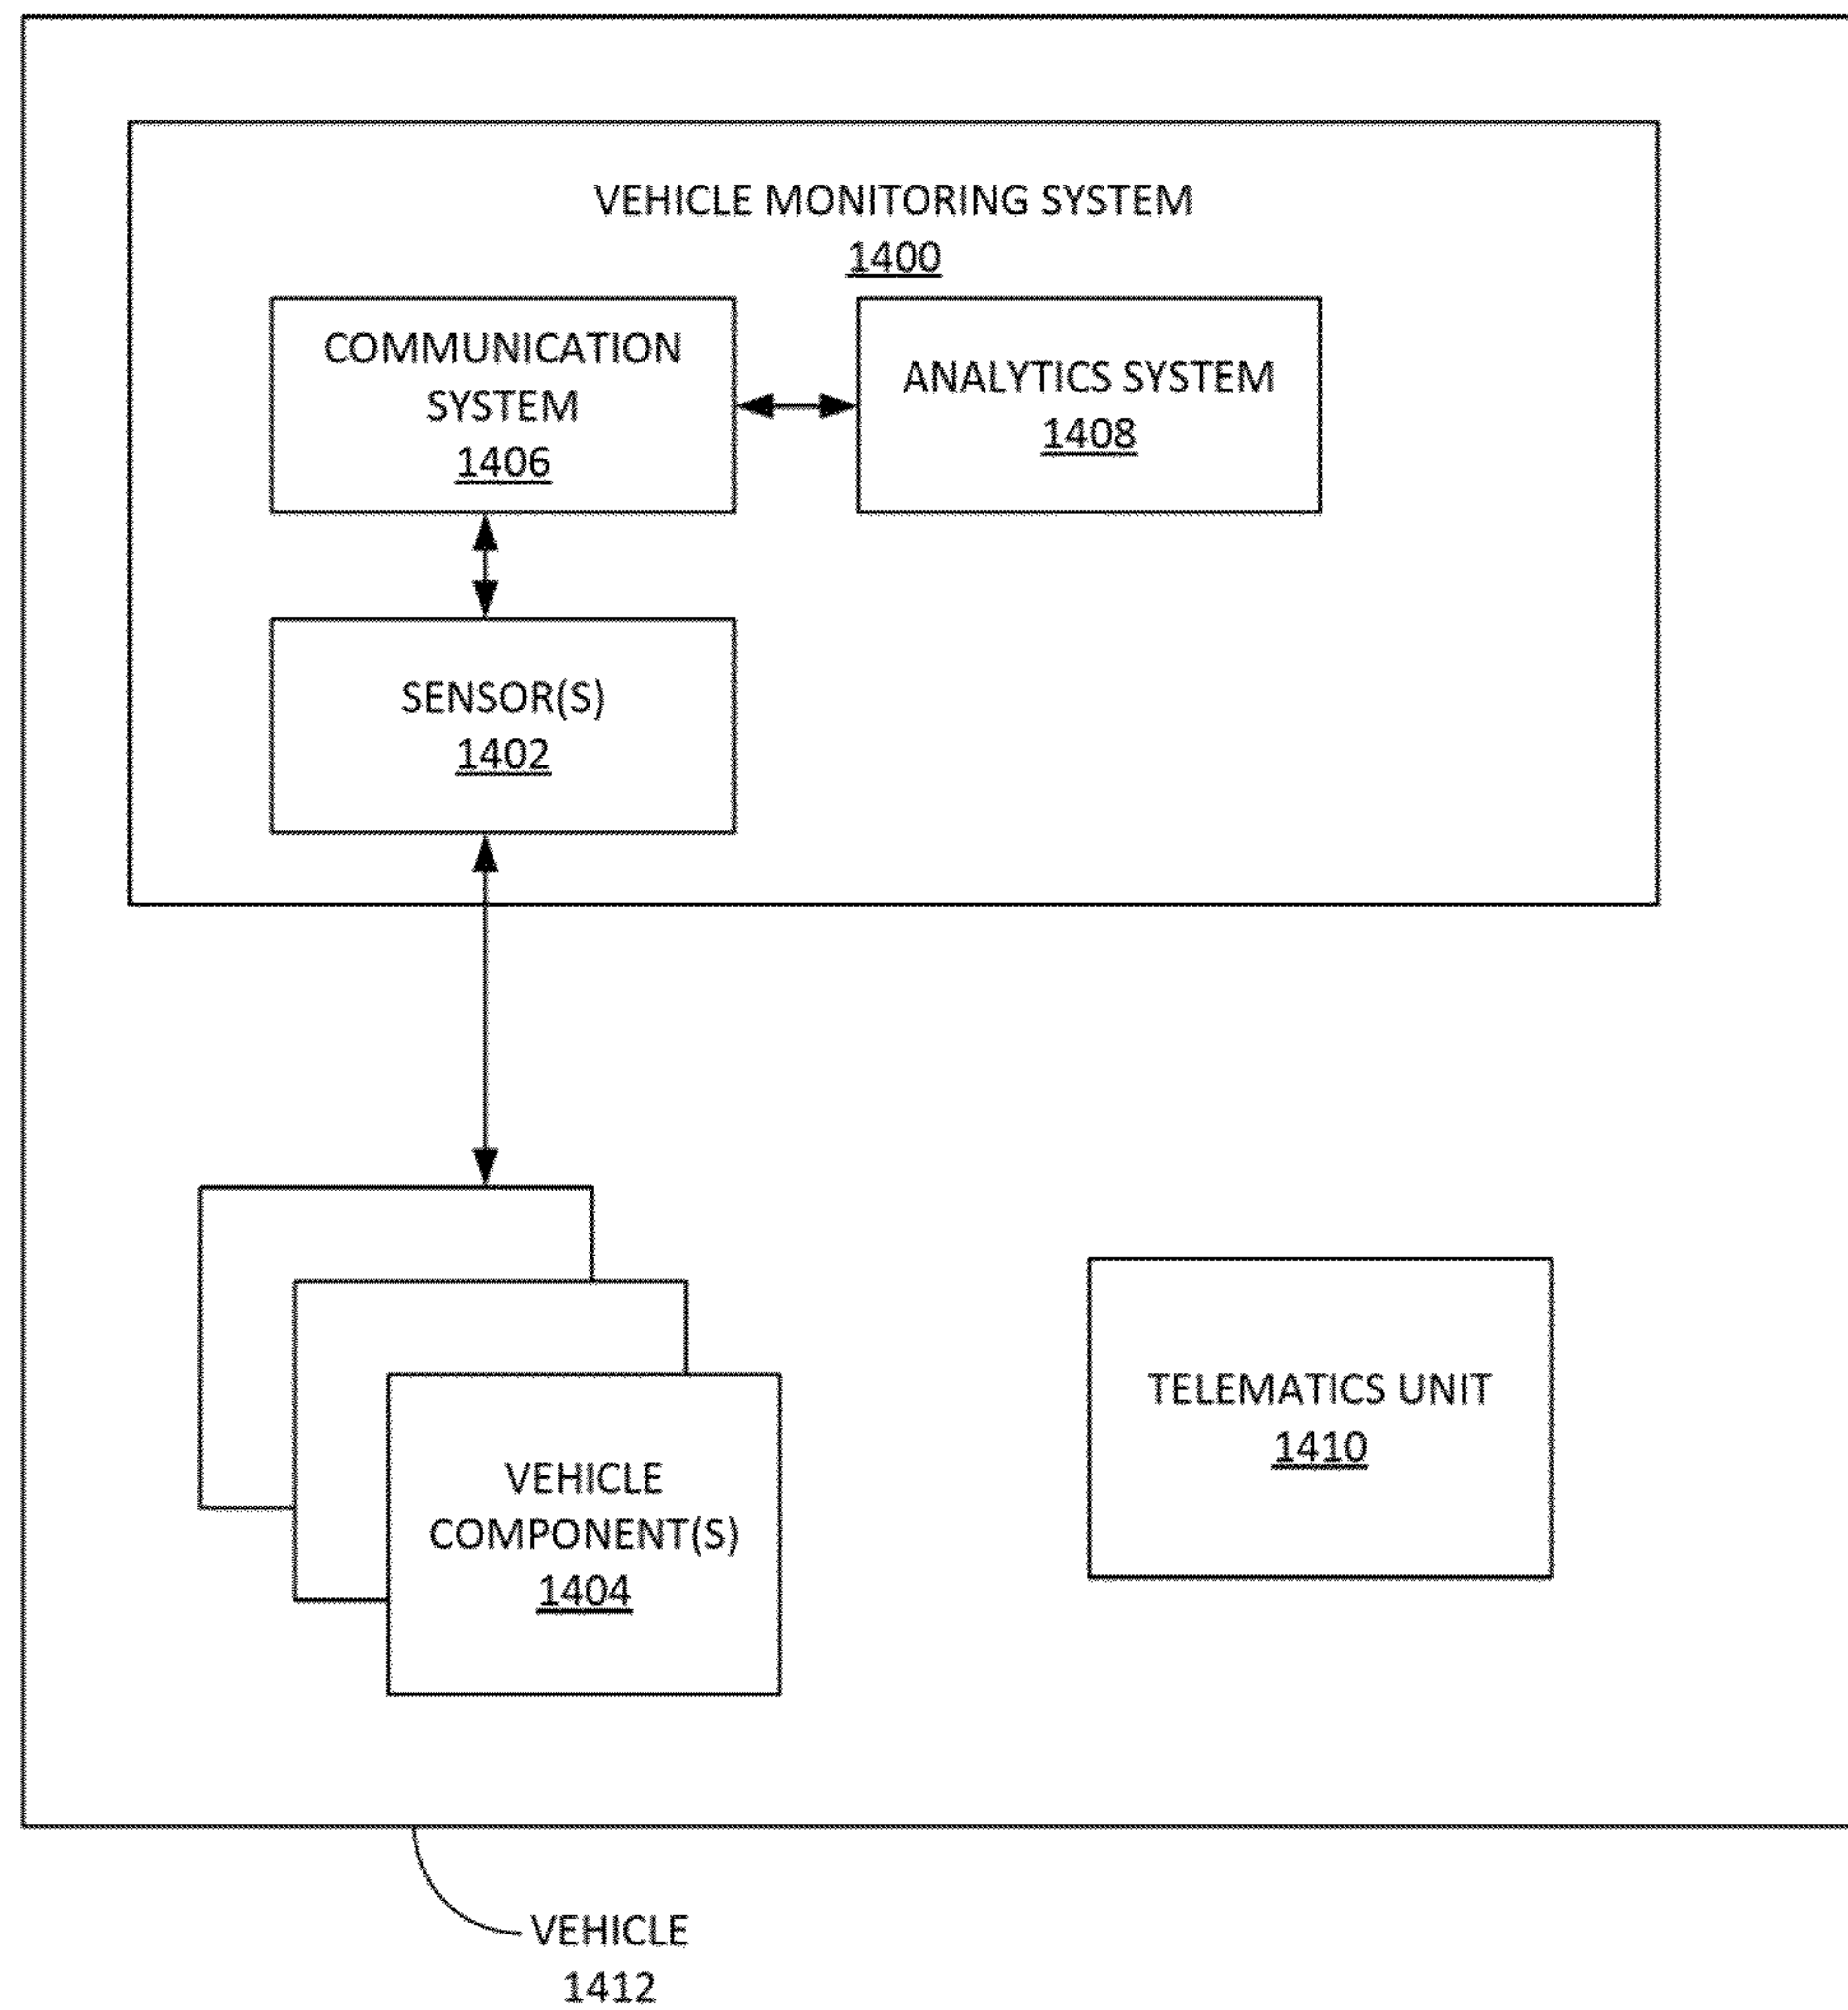 VEHICLE MONITORING SYSTEM
1400
COMMUNICATION
SYSTEM
1406
ANALYTICS SYSTEM
1408
SENSOR(S)
1402
VEHICLE
COMPONENT(S)
1404
TELEMATICS UNIT
1410
VEHICLE
1412